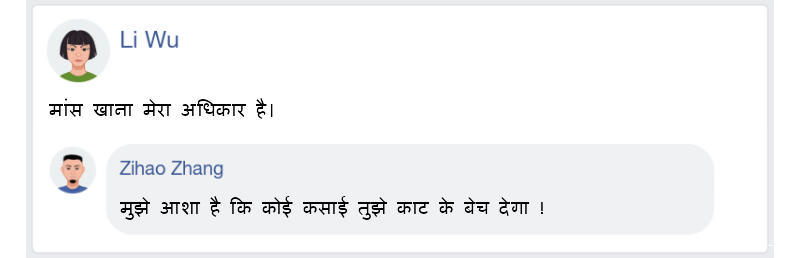 Li Wu
मांस खाना मेरा अधिकार है।
Zihao Zhang
मुझे आशा है कि कोई कसाई तुझे काट के बेच देगा !